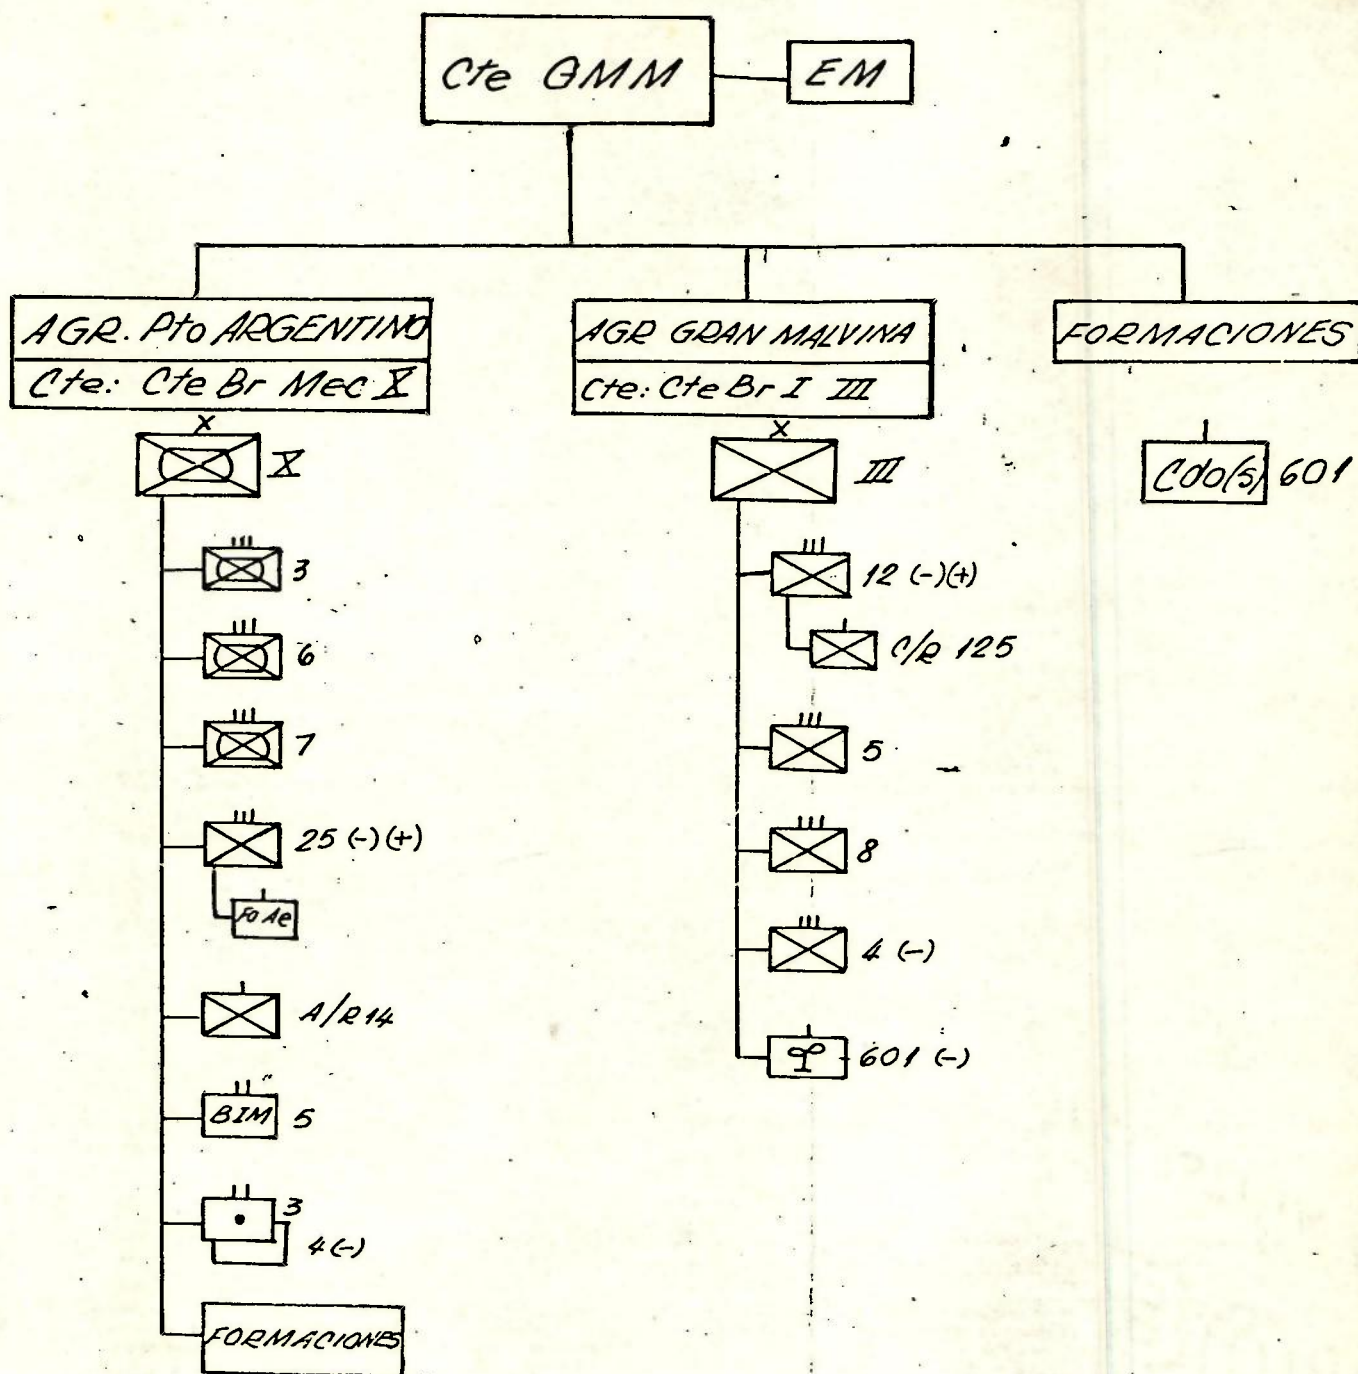 Cte GMM
EM
AGR. Pto ARGENTINO
Cte: Cte Br Mec X
X
X
3
6
7
25 (-)(+)
Fo Ae
A/R 14
BIM 5
3
4(-)
FORMACIONES
AGR GRAN MALVINA
Cte: Cte Br I III
X
III
12 (-)(+)
C/R 125
5
8
4 (-)
601 (-)
FORMACIONES
Cdo(s) 601